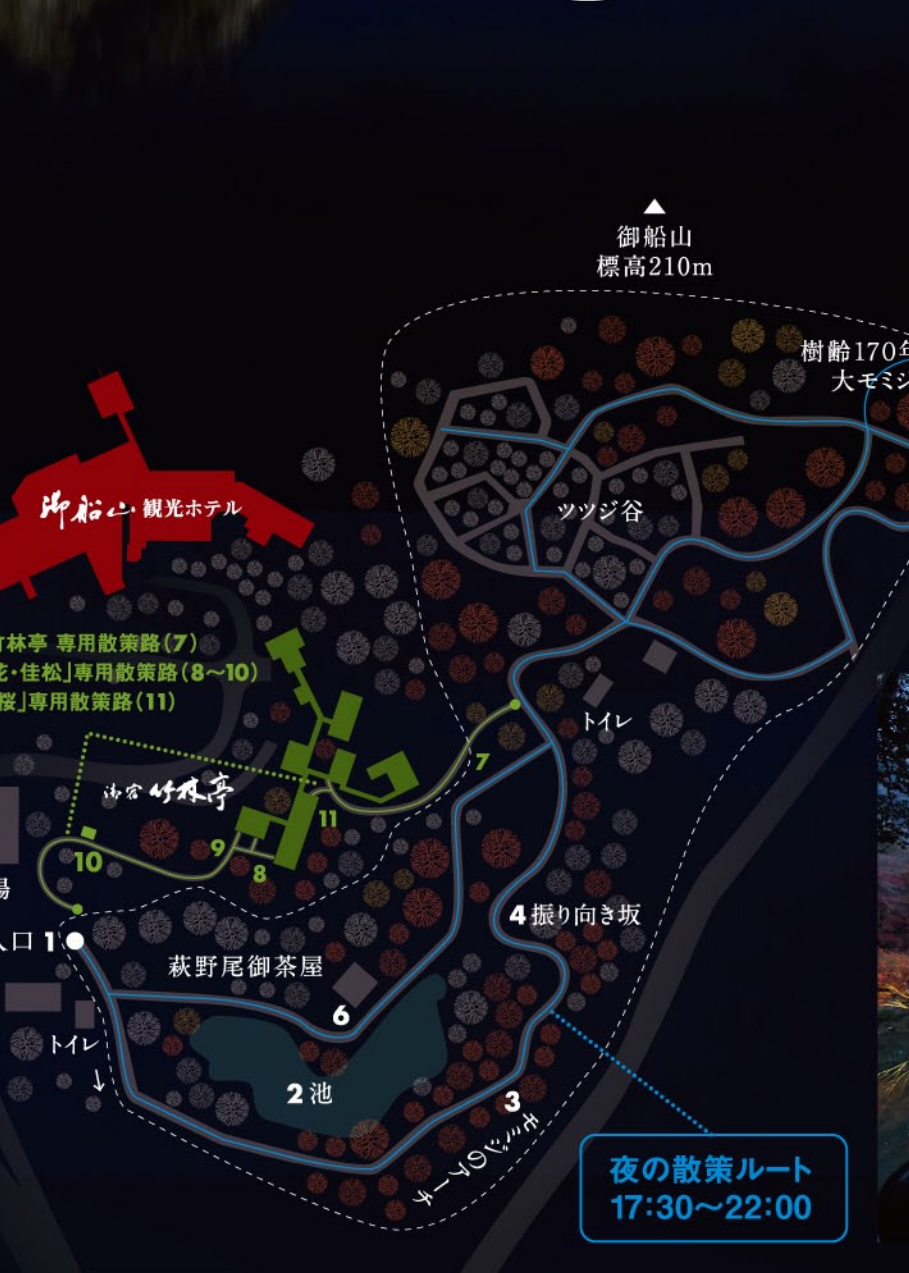 御船山
標高210m
樹齢170年
大モミジ
御船山 観光ホテル
ツツジ谷
竹林亭 専用散策路(7)
花・佳松」専用散策路(8〜10)
桜」専用散策路(11)
トイレ
7
御宿 竹林亭
11
9
8
10
場
4 振り向き坂
入口 1
萩野尾御茶屋
6
トイレ
↓
2 池
3
モミジのアーチ
夜の散策ルート
17:30〜22:00